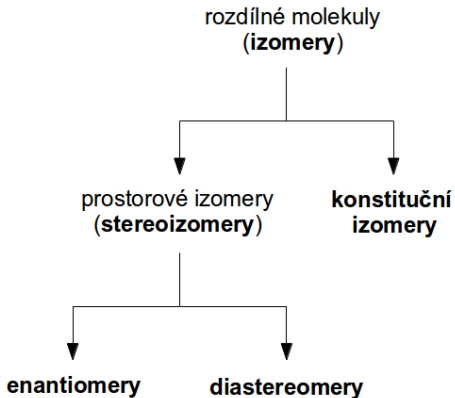 rozdílné molekuly
(izomery)
prostorové izomery
(stereoizomery)
konstituční
izomery
enantiomery
diastereomery